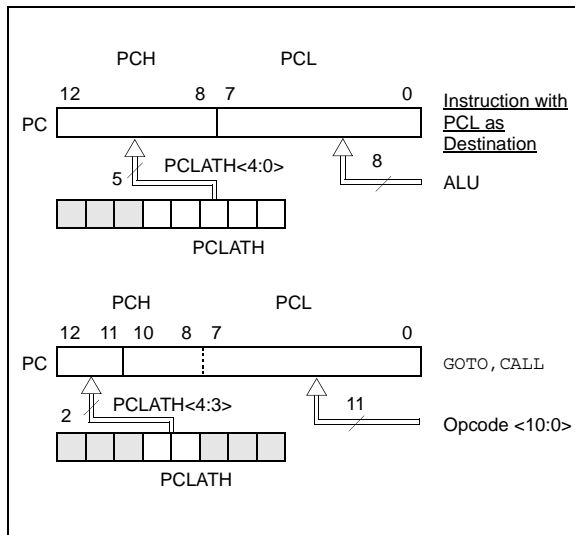 PCH PCL
12 8 7 0
PC
Instruction with
PCL as
Destination
5 PCLATH<4:0>
8
ALU
PCLATH
PCH PCL
12 11 10 8 7 0
PC
GOTO, CALL
2 PCLATH<4:3>
11
Opcode <10:0>
PCLATH